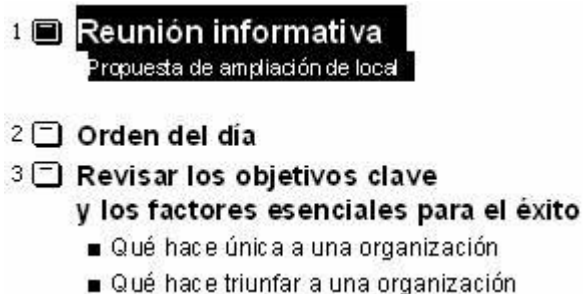 1 Reunión informativa
Propuesta de ampliación de local
2 Orden del día
3 Revisar los objetivos clave
y los factores esenciales para el éxito
■ Qué hace única a una organización
■ Qué hace triunfar a una organización